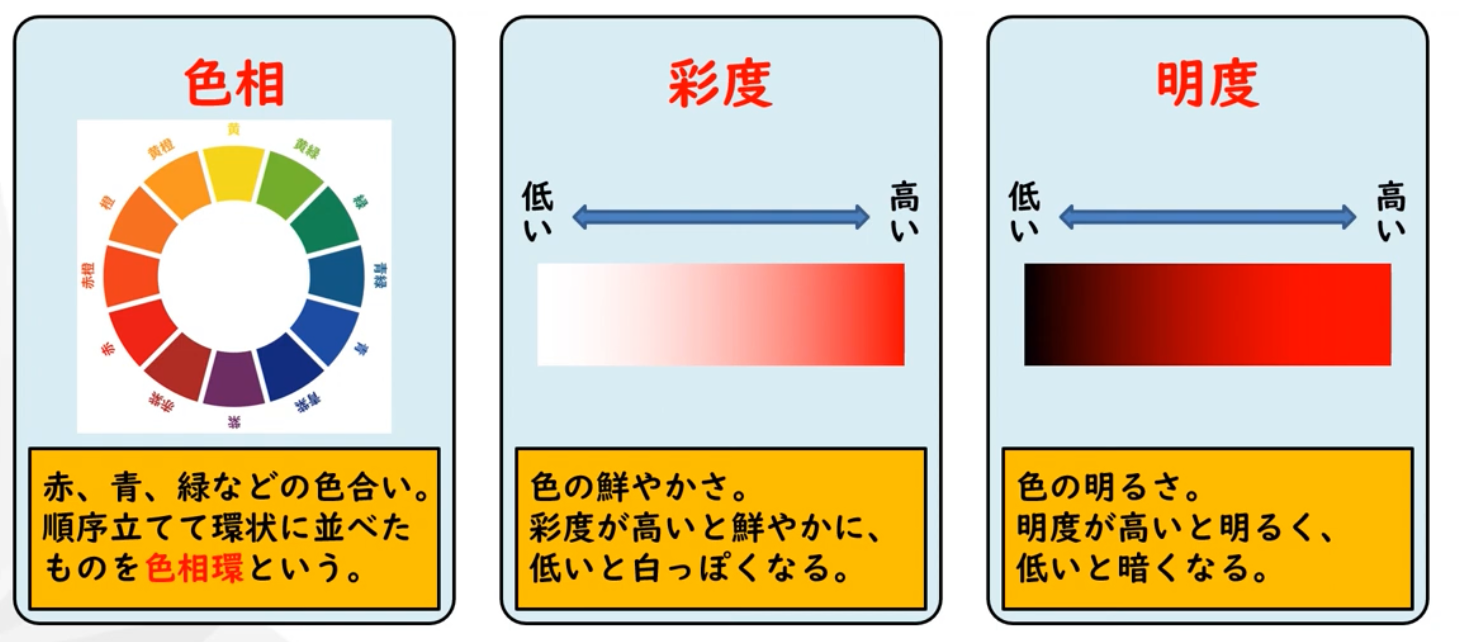 色相
黄
黄橙
黄緑
橙
緑
赤橙
青緑
赤
青
赤紫
青紫
紫
赤、青、緑などの色合い。
順序立てて環状に並べた
ものを色相環という。
彩度
低い
高い
色の鮮やかさ。
彩度が高いと鮮やかに、
低いと白っぽくなる。
明度
低い
高い
色の明るさ。
明度が高いと明るく、
低いと暗くなる。